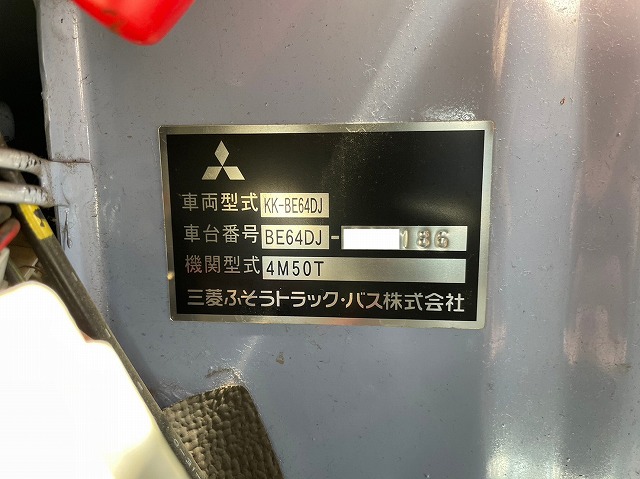 車両型式 KK-BE64DJ
車台番号 BE64DJ- 86
機関型式 4M50T
三菱ふそうトラック・バス株式会社